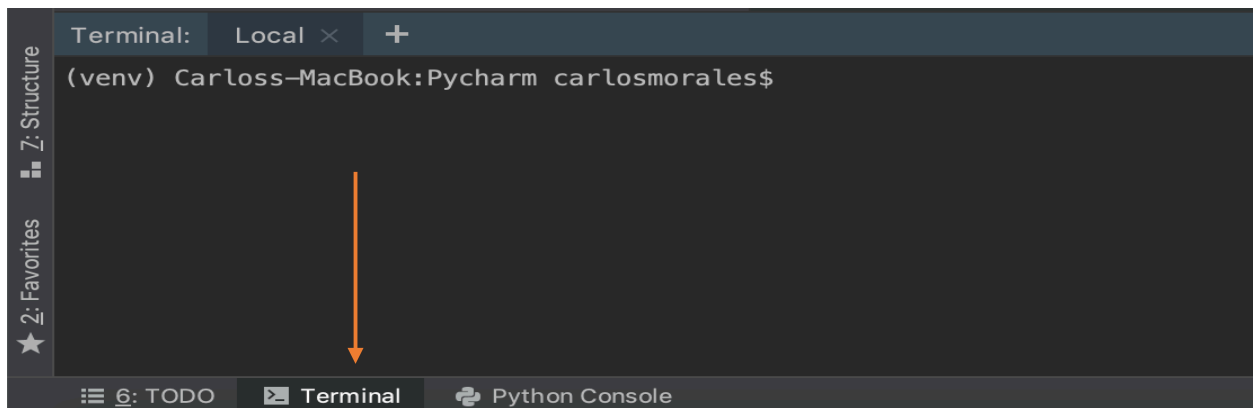 Terminal: Local × +
(venv) Carloss-MacBook:Pycharm carlosmorales$
7: Structure
2: Favorites
6: TODO Terminal Python Console